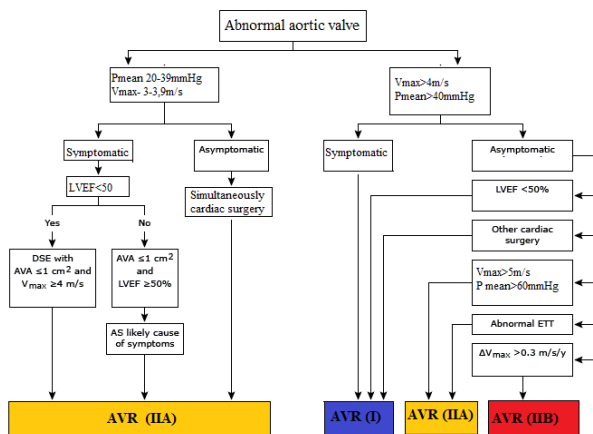 Abnormal aortic valve
Pmean 20-39mmHg
Vmax- 3-3,9m/s
Vmax>4m/s
Pmean>40mmHg
Symptomatic
Asymptomatic
Symptomatic
Asymptomatic
LVEF<50
Simultaneously
cardiac surgery
LVEF <50%
Yes
No
Other cardiac
surgery
DSE with
AVA ≤1 cm² and
Vmax ≥4 m/s
AVA ≤1 cm²
and
LVEF ≥50%
Vmax>5m/s
P mean>60mmHg
AS likely cause
of symptoms
Abnormal ETT
ΔVmax >0.3 m/s/y
AVR (IIA)
AVR (I)
AVR (IIA)
AVR (IIB)